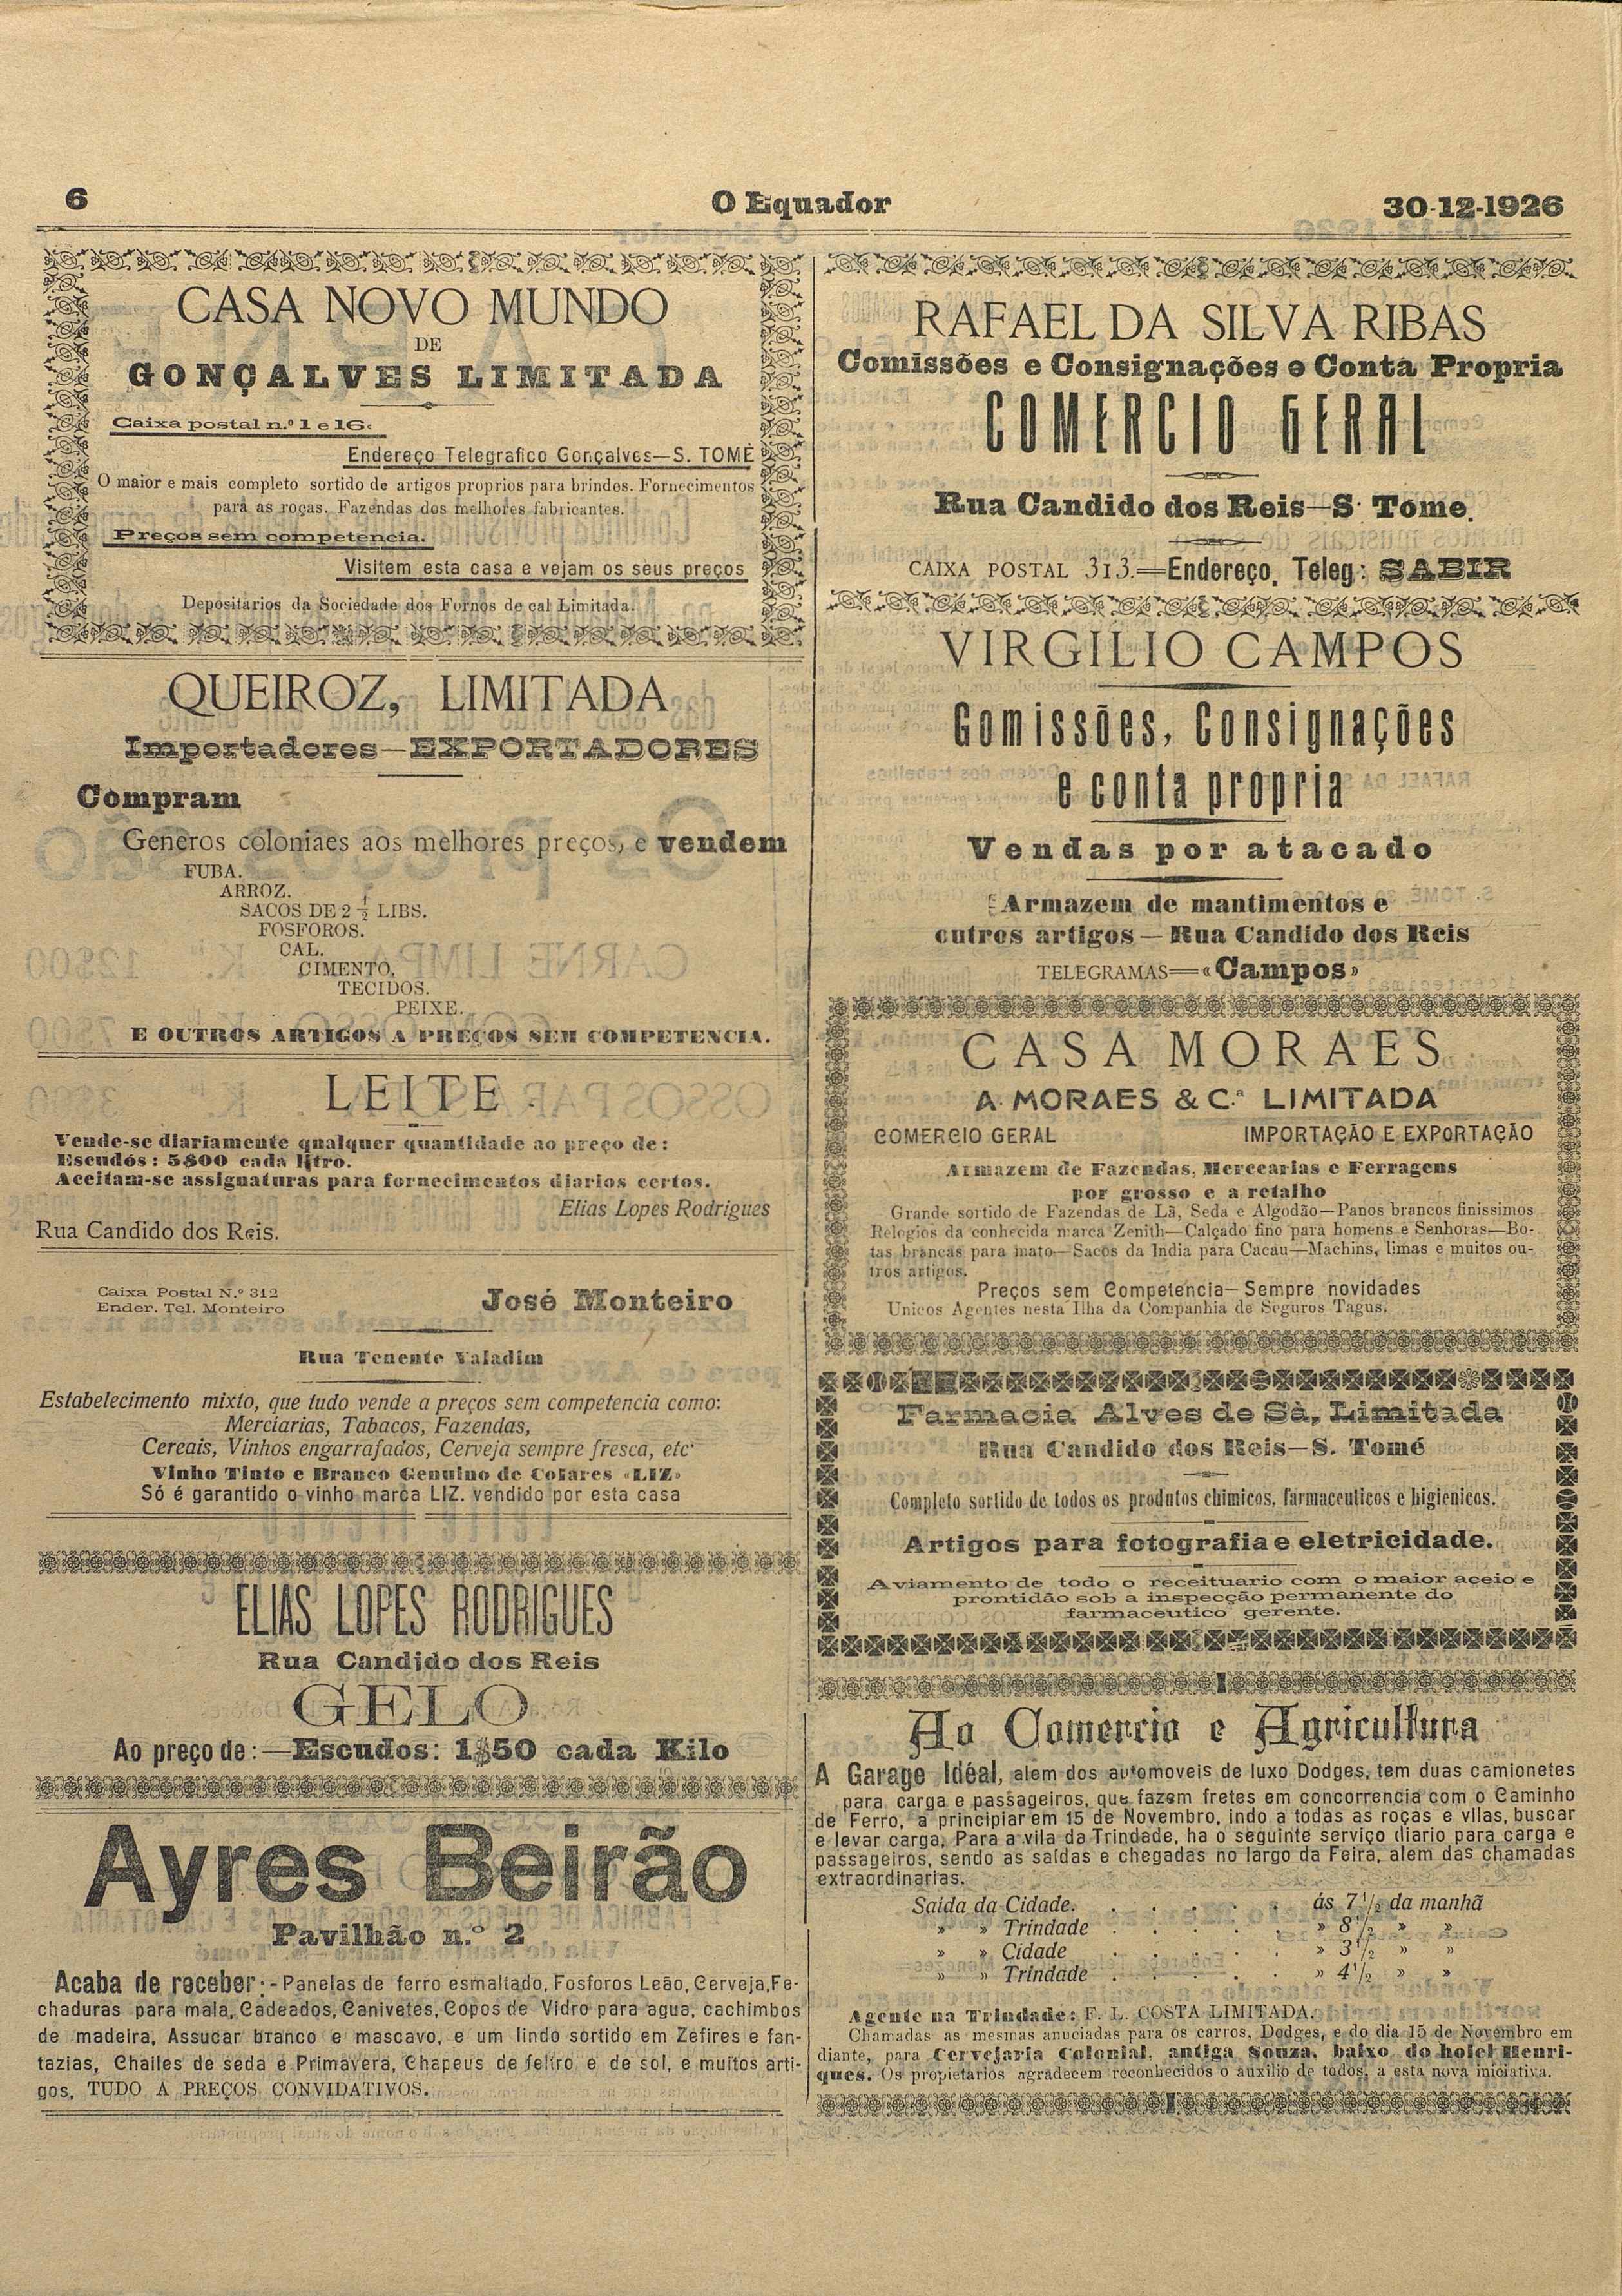 6
O Equador
30-12-1926
CASA NOVO MUNDO
DE
GONÇALVES LIMITADA
Caixa postal n.º 1 e 16.
Endereço Telegrafico Gonçalves—S. TOMÉ
O maior e mais completo sortido de artigos proprios para brindes. Fornecimentos
para as roças. Fazendas dos melhores fabricantes.
Preços sem competencia.
Visitem esta casa e vejam os seus preços
Depositarios da Sociedade dos Fornos de cal Limitada.
QUEIROZ, LIMITADA
Importadores—EXPORTADORES
Compram
Generos coloniaes aos melhores preços, e vendem
FUBA.
ARROZ.
SACOS DE 2 ½ LIBS.
FOSFOROS.
CAL.
CIMENTO,
TECIDOS.
PEIXE.
E OUTROS ARTIGOS A PREÇOS SEM COMPETENCIA.
LEITE
Vende-se diariamente qualquer quantidade ao preço de:
Escudos: 5$00 cada litro.
Aceitam-se assignaturas para fornecimentos diarios certos.
Elias Lopes Rodrigues
Rua Candido dos Reis.
Caixa Postal N.º 312
Ender. Tel. Monteiro
José Monteiro
Rua Tenente Valadim
Estabelecimento mixto, que tudo vende a preços sem competencia como:
Merciarias, Tabacos, Fazendas,
Cereais, Vinhos engarrafados, Cerveja sempre fresca, etc·
Vinho Tinto e Branco Genuino de Colares «LIZ»
Só é garantido o vinho marca LIZ. vendido por esta casa
ELIAS LOPES RODRIGUES
Rua Candido dos Reis
GELO
Ao preço de:—Escudos: 1$50 cada Kilo
Ayres Beirão
Pavilhão n.º 2
Acaba de receber:-Panelas de ferro esmaltado, Fosforos Leão, Cerveja, Fe-
chaduras para mala, Cadeados, Canivetes, Copos de Vidro para agua, cachimbos
de madeira, Assucar branco e mascavo, e um lindo sortido em Zefires e fan-
tazias, Chailes de seda e Primavera, Chapeus de feltro e de sol, e muitos arti-
gos, TUDO A PREÇOS CONVIDATIVOS.
RAFAEL DA SILVA RIBAS
Comissões e Consignações e Conta Propria
COMERCIO GERAL
Rua Candido dos Reis—S· Tome.
CAIXA POSTAL 313.=Endereço. Teleg: SABIR
VIRGILIO CAMPOS
Gomissões, Consignações
e conta propria
Vendas por atacado
Armazem de mantimentos e
outros artigos — Rua Candido dos Reis
TELEGRAMAS=«Campos»
CASA MORAES
A. MORAES & C.ª LIMITADA
COMERCIO GERAL IMPORTAÇÃO E EXPORTAÇÃO
Armazem de Fazendas, Mercearias e Ferragens
por grosso e a retalho
Grande sortido de Fazendas de Lã, Seda e Algodão—Panos brancos finissimos
Relogios da conhecida marca Zenith—Calçado fino para homens e Senhoras—Bo-
tas brancas para mato—Sacos da India para Cacau—Machins, limas e muitos ou-
tros artigos.
Preços sem Competencia—Sempre novidades
Unicos Agentes nesta Ilha da Companhia de Seguros Tagus.
Farmacia Alves de Sà, Limitada
Rua Candido dos Reis—S. Tomé
Completo sortido de todos os produtos chimicos, farmaceuticos e higienicos.
Artigos para fotografia e eletricidade.
Aviamento de todo o receituario com o maior aceio e
prontidão sob a inspecção permanente do
farmaceutico gerente.
Ao Comercio e Agricultura
A Garage Idéal, alem dos automoveis de luxo Dodges, tem duas camionetes
para carga e passageiros, que fazem fretes em concorrencia com o Caminho
de Ferro, a principiar em 15 de Novembro, indo a todas as roças e vilas, buscar
e levar carga. Para a vila da Trindade, ha o seguinte serviço diario para carga e
passageiros, sendo as saídas e chegadas no largo da Feira, alem das chamadas
extraordinarias.
Saída da Cidade. . . . . . ás 7 1/2 da manhã
» » Trindade . . . . . » 8 1/2 » »
» » Cidade . . . . . » 3 1/2 » »
» » Trindade . . . . . » 4 1/2 » »
Agente na Trindade: F. L. COSTA LIMITADA.
Chamadas as mesmas anuciadas para os carros, Dodges, e do dia 15 de Novembro em
diante, para Cervejaria Colonial, antiga Souza, baixo do hotel Henri-
ques. Os propietarios agradecem reconhecidos o auxilio de todos, a esta nova iniciativa.